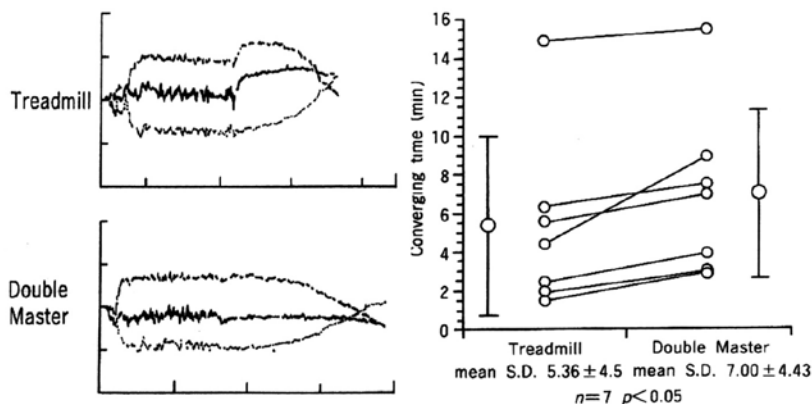 Treadmill
Double
Master
Converging time (min)
16
14
12
10
8
6
4
2
0
Treadmill Double Master
mean S.D. 5.36±4.5 mean S.D. 7.00±4.43
n=7 p<0.05